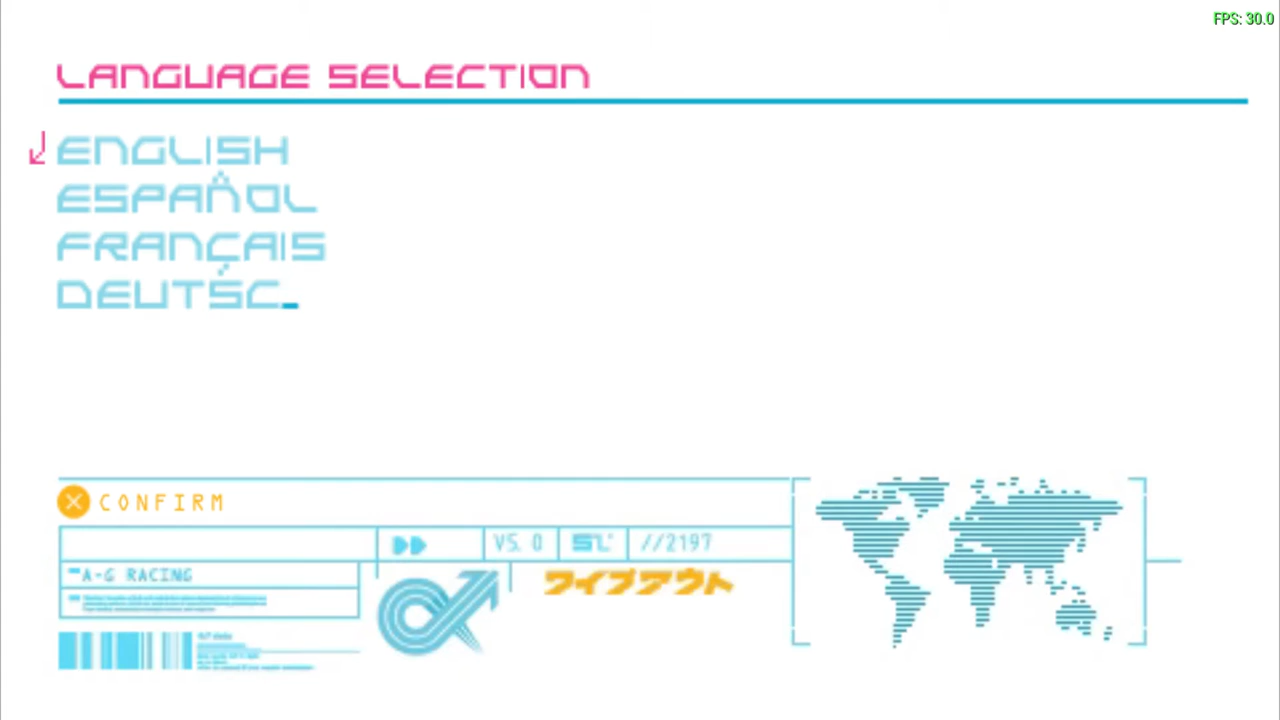 FPS: 30.0
LANGUAGE SELECTION
ENGLISH
ESPAÑOL
FRANÇAIS
DEUTSC_
CONFIRM
VS. 0
//2197
A-G RACING
ワイプアウト